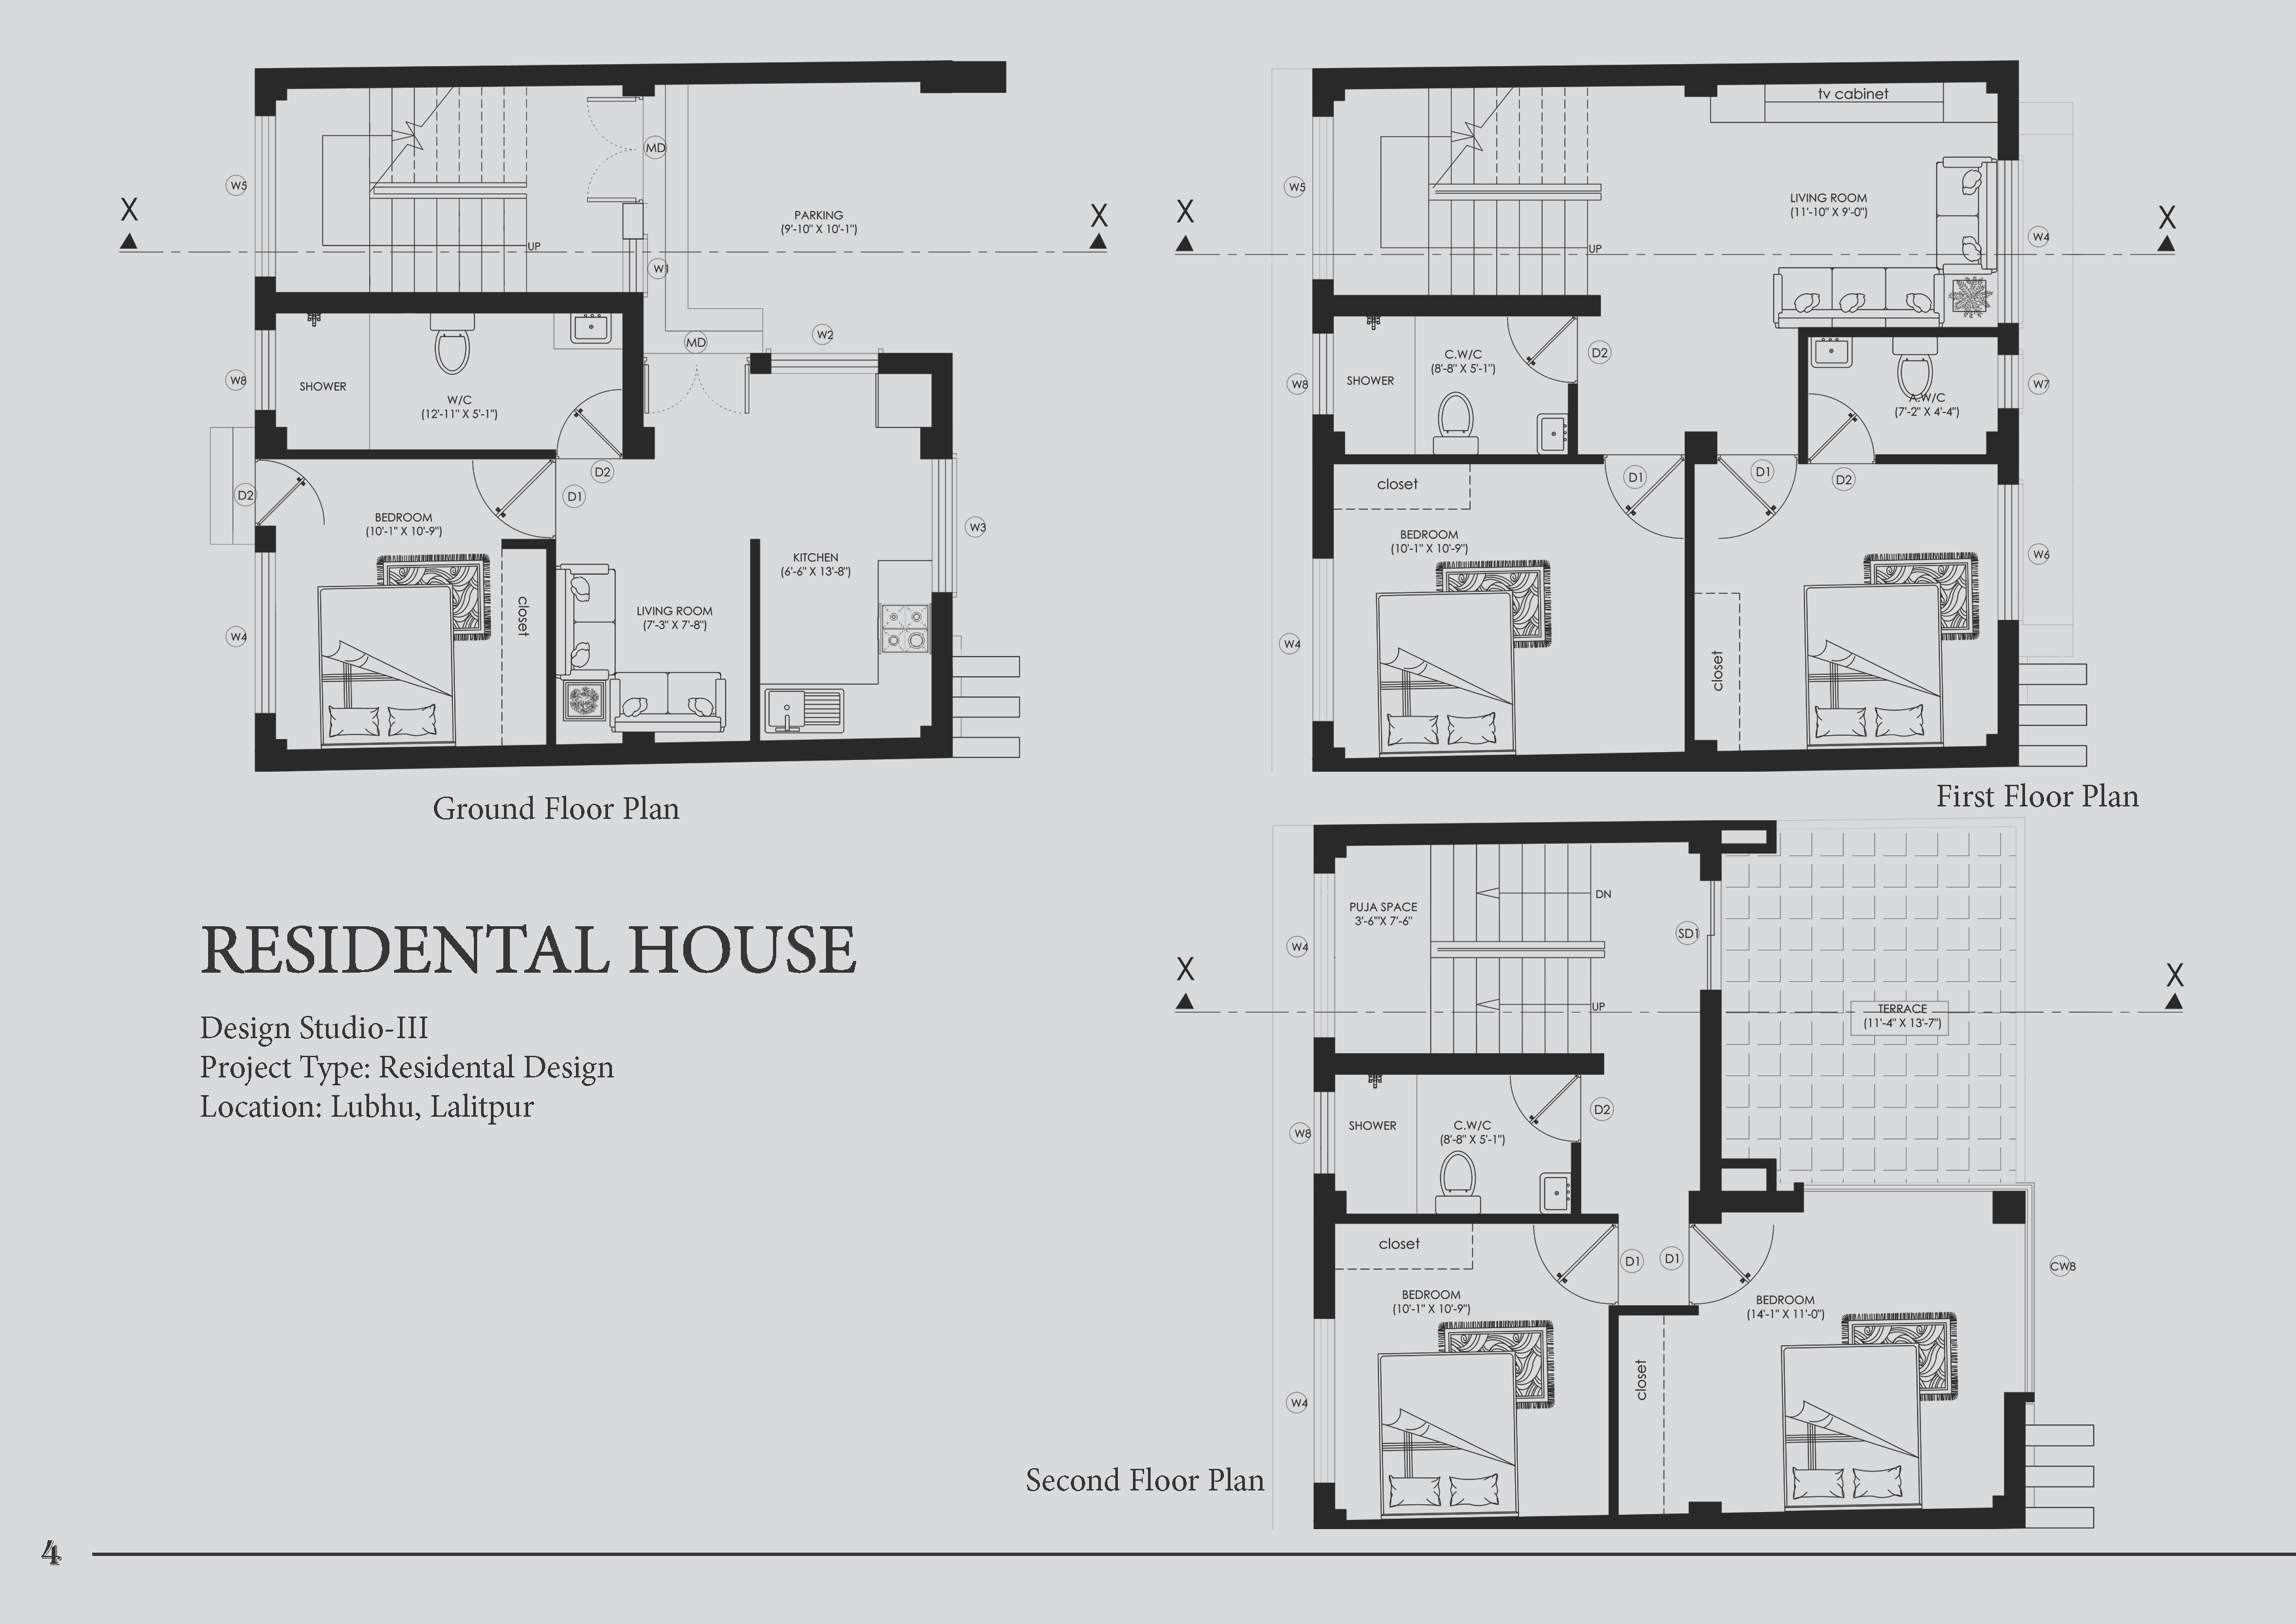 X
X
W5
W8
D2
W4
MD
W1
MD
W2
W3
D2
D1
UP
PARKING
(9'-10" X 10'-1")
SHOWER
W/C
(12'-11" X 5'-1")
BEDROOM
(10'-1" X 10'-9")
closet
LIVING ROOM
(7'-3" X 7'-8")
KITCHEN
(6'-6" X 13'-8")
Ground Floor Plan
X
X
W5
W8
W4
tv cabinet
LIVING ROOM
(11'-10" X 9'-0")
UP
W4
W7
W6
SHOWER
C.W/C
(8'-8" X 5'-1")
D2
A.W/C
(7'-2" X 4'-4")
D1
D1
D2
closet
BEDROOM
(10'-1" X 10'-9")
closet
First Floor Plan
RESIDENTAL HOUSE
Design Studio-III
Project Type: Residental Design
Location: Lubhu, Lalitpur
X
X
W4
W8
W4
PUJA SPACE
3'-6"'X 7'-6"
DN
UP
SD1
TERRACE
(11'-4" X 13'-7")
SHOWER
C.W/C
(8'-8" X 5'-1")
D2
closet
D1
D1
CW8
BEDROOM
(10'-1" X 10'-9")
BEDROOM
(14'-1" X 11'-0")
closet
Second Floor Plan
4